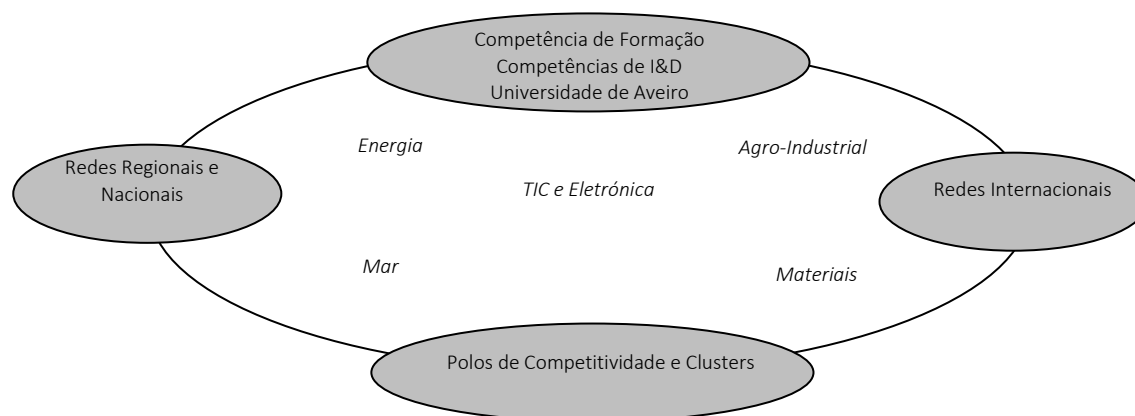 Competência de Formação
Competências de I&D
Universidade de Aveiro
Energia
Agro-Industrial
Redes Regionais e
Nacionais
TIC e Eletrónica
Redes Internacionais
Mar
Materiais
Polos de Competitividade e Clusters